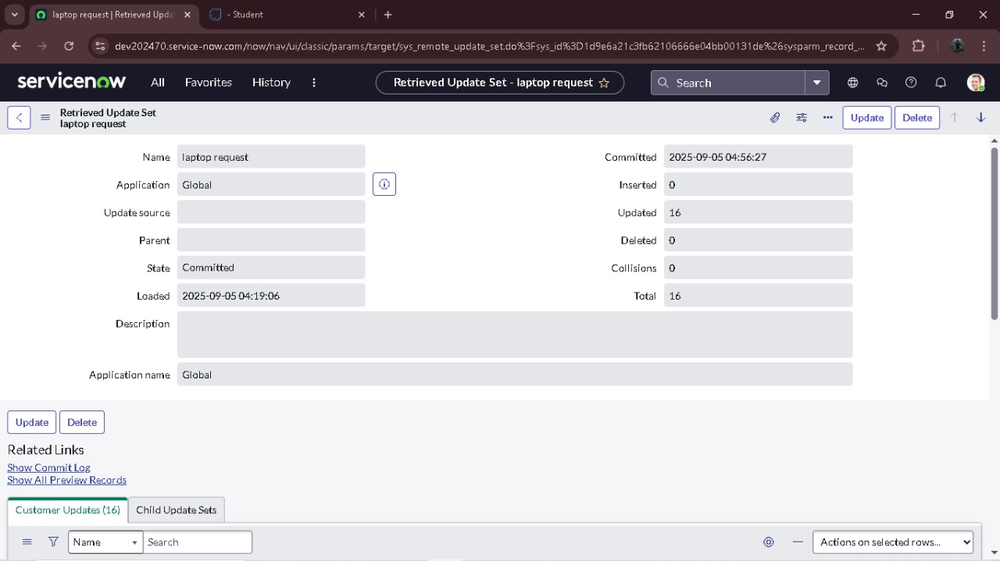 laptop request | Retrieved Upda
- Student
dev202470.service-now.com/now/nav/ui/classic/params/target/sys_remote_update_set.do%3Fsys_id%3D1d9e6a21c3fb62106666e04bb00131de%26sysparm_record_...
servicenow
All
Favorites
History
Retrieved Update Set - laptop request
Search
Retrieved Update Set
laptop request
Update
Delete
Name
laptop request
Committed
2025-09-05 04:56:27
Application
Global
Inserted
0
Update source
Updated
16
Parent
Deleted
0
State
Committed
Collisions
0
Loaded
2025-09-05 04:19:06
Total
16
Description
Application name
Global
Update
Delete
Related Links
Show Commit Log
Show All Preview Records
Customer Updates (16)
Child Update Sets
Name
Search
Actions on selected rows...